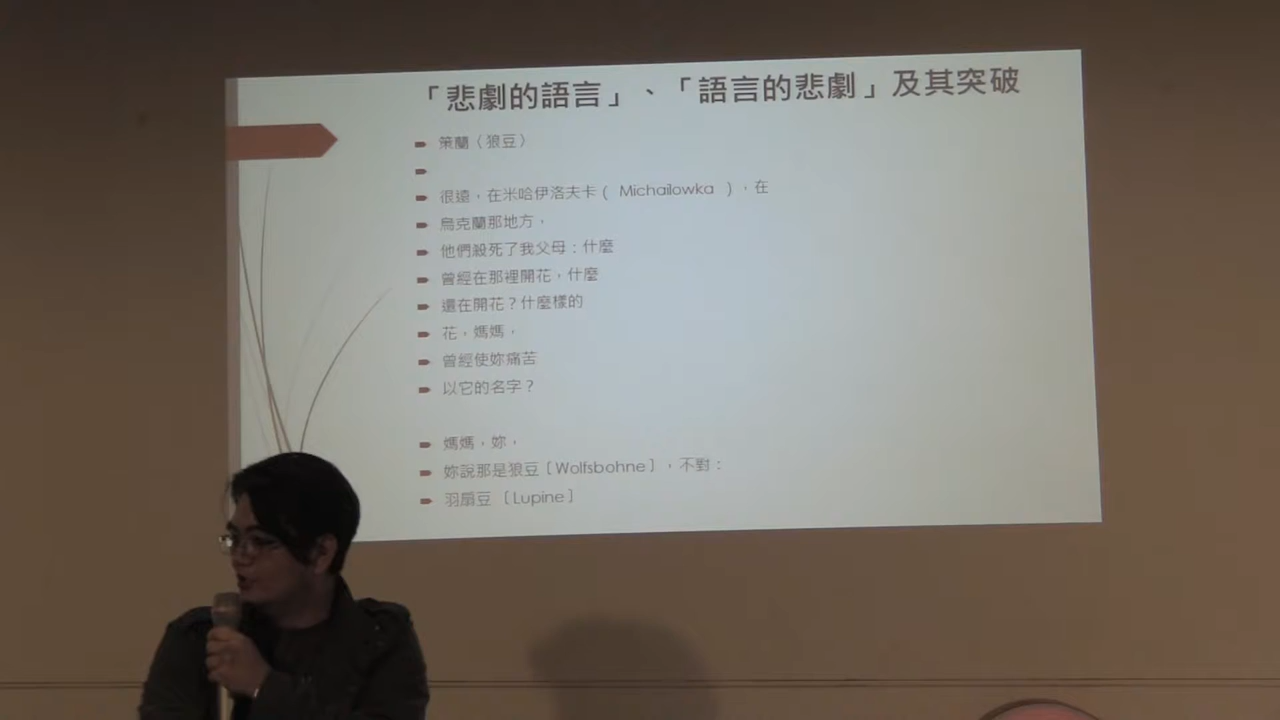 「悲劇的語言」、「語言的悲劇」及其突破
策蘭〈狼豆〉
很遠，在米哈伊洛夫卡( Michailowka )，在
烏克蘭那地方，
他們殺死了我父母：什麼
曾經在那裡開花，什麼
還在開花？什麼樣的
花，媽媽，
曾經使妳痛苦
以它的名字？
媽媽，妳，
妳說那是狼豆〔Wolfsbohne〕，不對：
羽扇豆〔Lupine〕